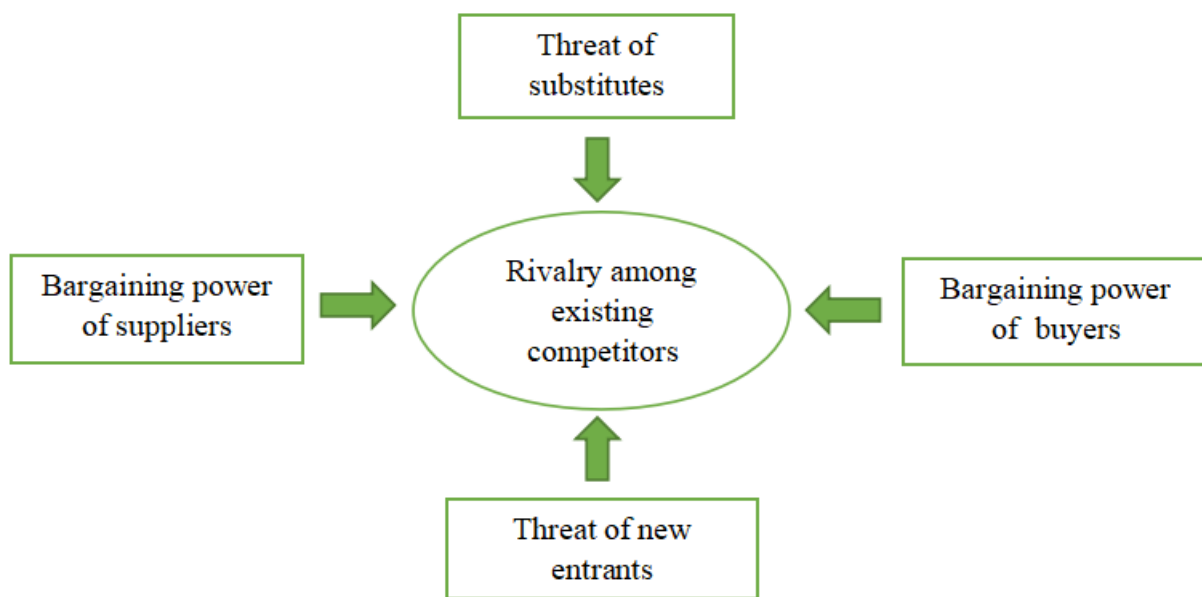 Threat of
substitutes
Bargaining power
of suppliers
Rivalry among
existing
competitors
Bargaining power
of  buyers
Threat of new
entrants